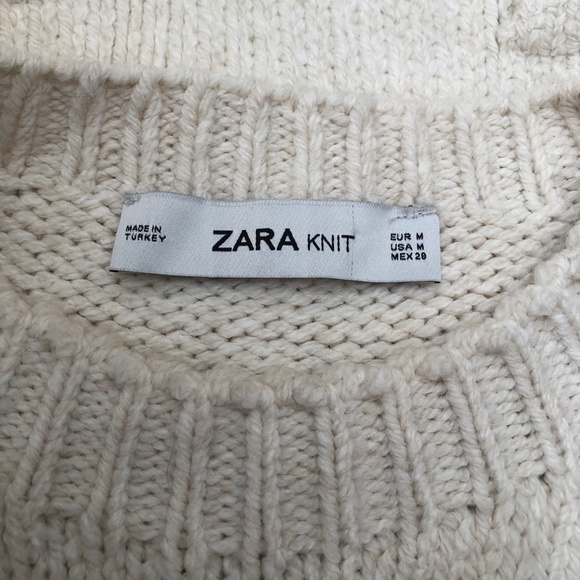 MADE IN
TURKEY
ZARA KNIT
EUR M
USA M
MEX 28